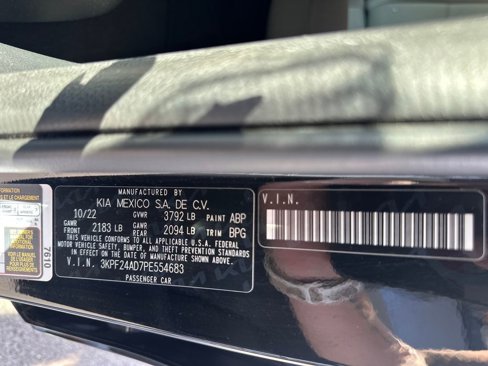 MANUFACTURED BY
KIA MEXICO S.A. DE C.V.
10/22 GVWR 3792 LB PAINT ABP
GAWR FRONT 2183 LB GAWR REAR 2094 LB TRIM BPG
THIS VEHICLE CONFORMS TO ALL APPLICABLE U.S.A. FEDERAL
MOTOR VEHICLE SAFETY, BUMPER, AND THEFT PREVENTION STANDARDS
IN EFFECT ON THE DATE OF MANUFACTURE SHOWN ABOVE.
V.I.N. 3KPF24AD7PE554683
PASSENGER CAR
V.I.N.
7610